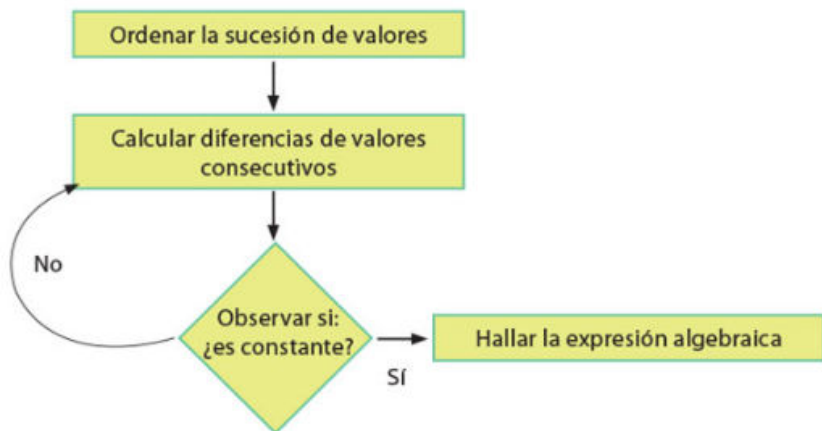 Ordenar la sucesión de valores
Calcular diferencias de valores
consecutivos
No
Observar si:
¿es constante?
Sí
Hallar la expresión algebraica